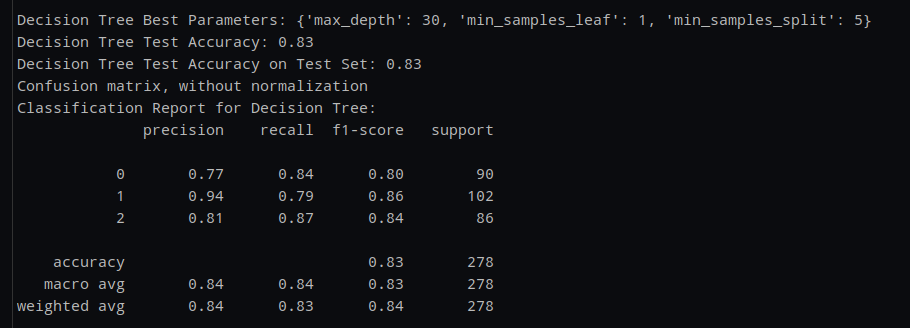 Decision Tree Best Parameters: {'max_depth': 30, 'min_samples_leaf': 1, 'min_samples_split': 5}
Decision Tree Test Accuracy: 0.83
Decision Tree Test Accuracy on Test Set: 0.83
Confusion matrix, without normalization
Classification Report for Decision Tree:
              precision    recall  f1-score   support

           0       0.77      0.84      0.80        90
           1       0.94      0.79      0.86       102
           2       0.81      0.87      0.84        86

    accuracy                           0.83       278
   macro avg       0.84      0.84      0.83       278
weighted avg       0.84      0.83      0.84       278